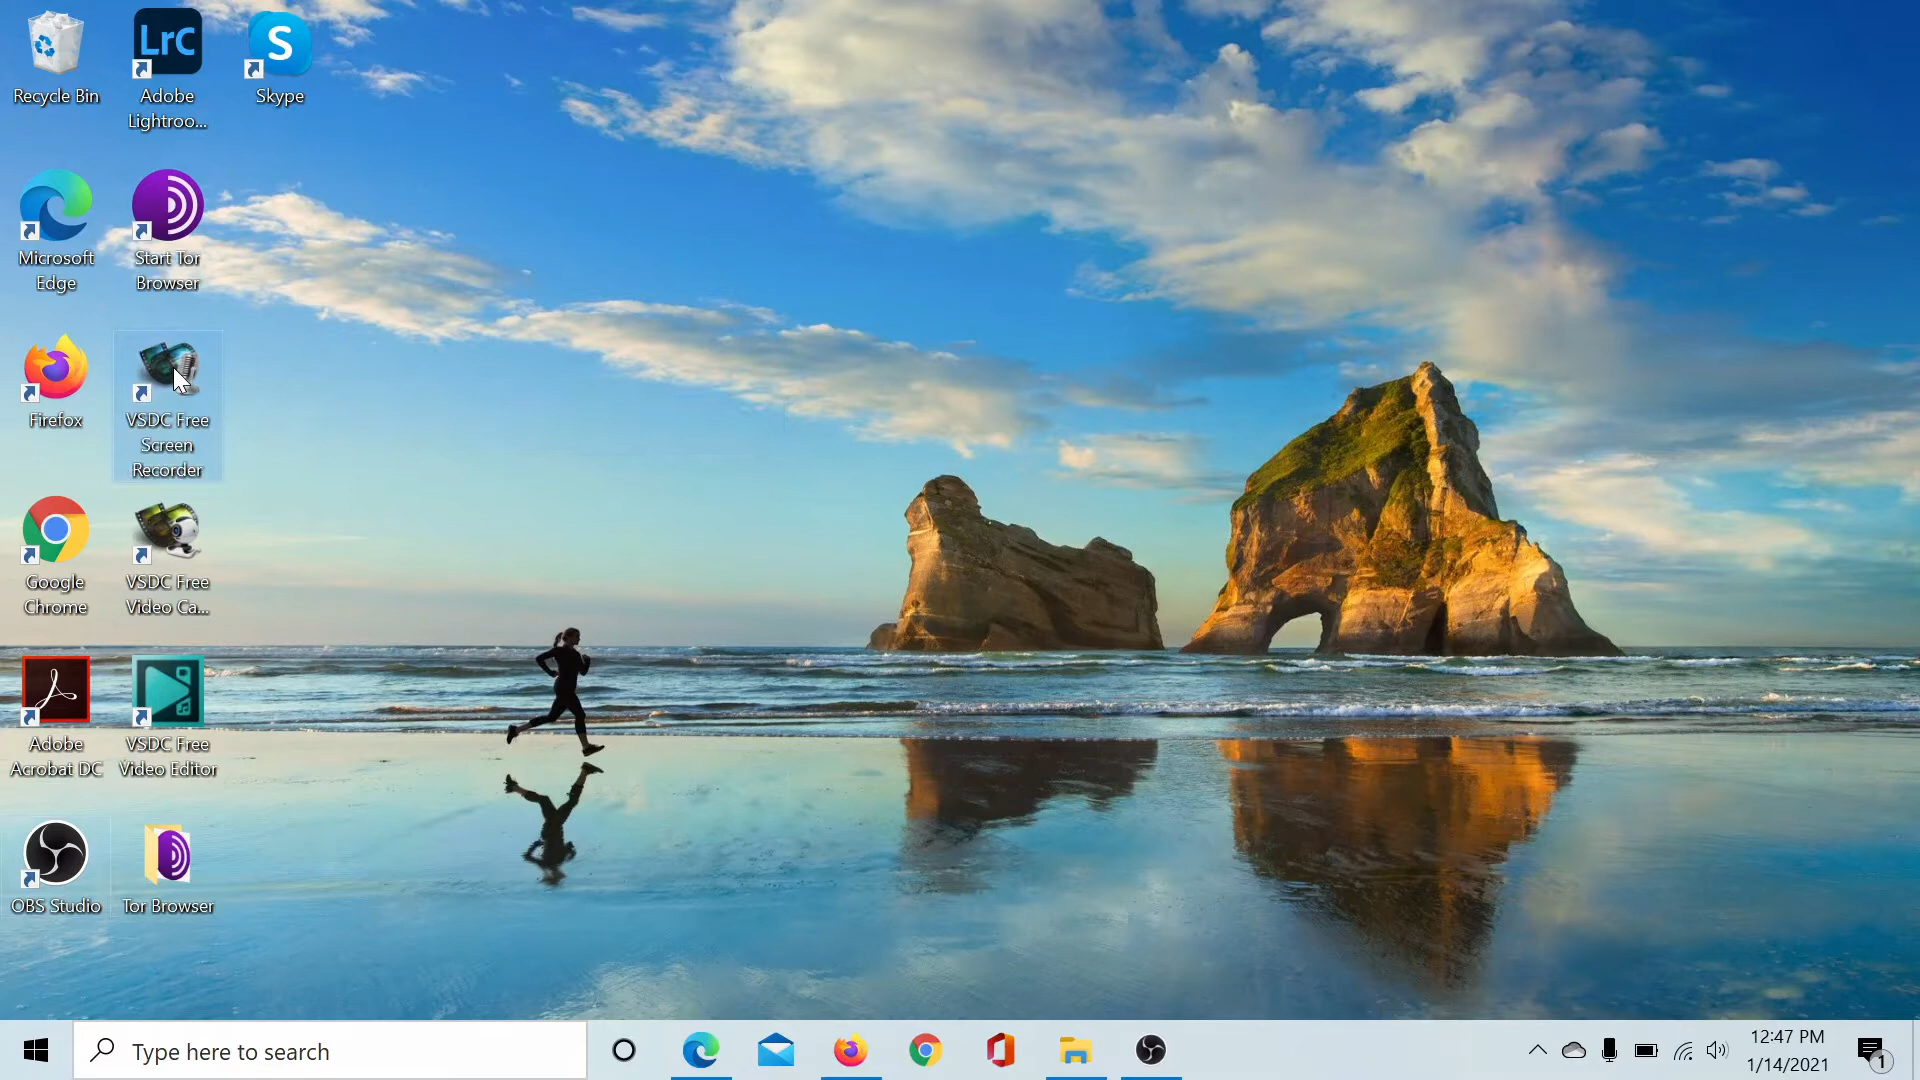 Recycle Bin
LrC
Adobe
Lightroo...
S
Skype
Microsoft
Edge
Start Tor
Browser
Firefox
VSDC Free
Screen
Recorder
Google
Chrome
VSDC Free
Video Ca...
Adobe
Acrobat DC
VSDC Free
Video Editor
OBS Studio
Tor Browser
Type here to search
12:47 PM
1/14/2021
1